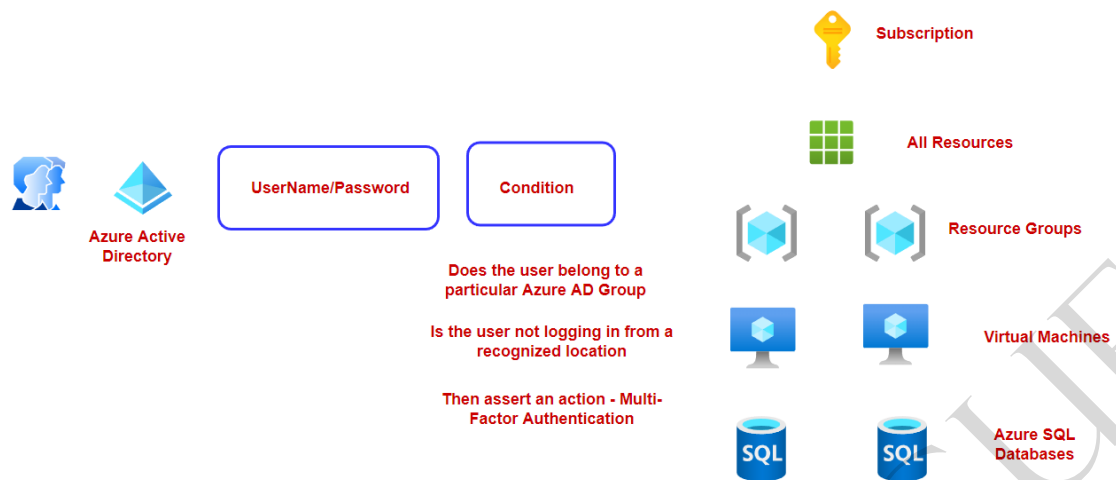 Subscription
All Resources
UserName/Password
Condition
Azure Active
Directory
Resource Groups
Does the user belong to a
particular Azure AD Group
Is the user not logging in from a
recognized location
Virtual Machines
Then assert an action - Multi-
Factor Authentication
SQL
SQL
Azure SQL
Databases